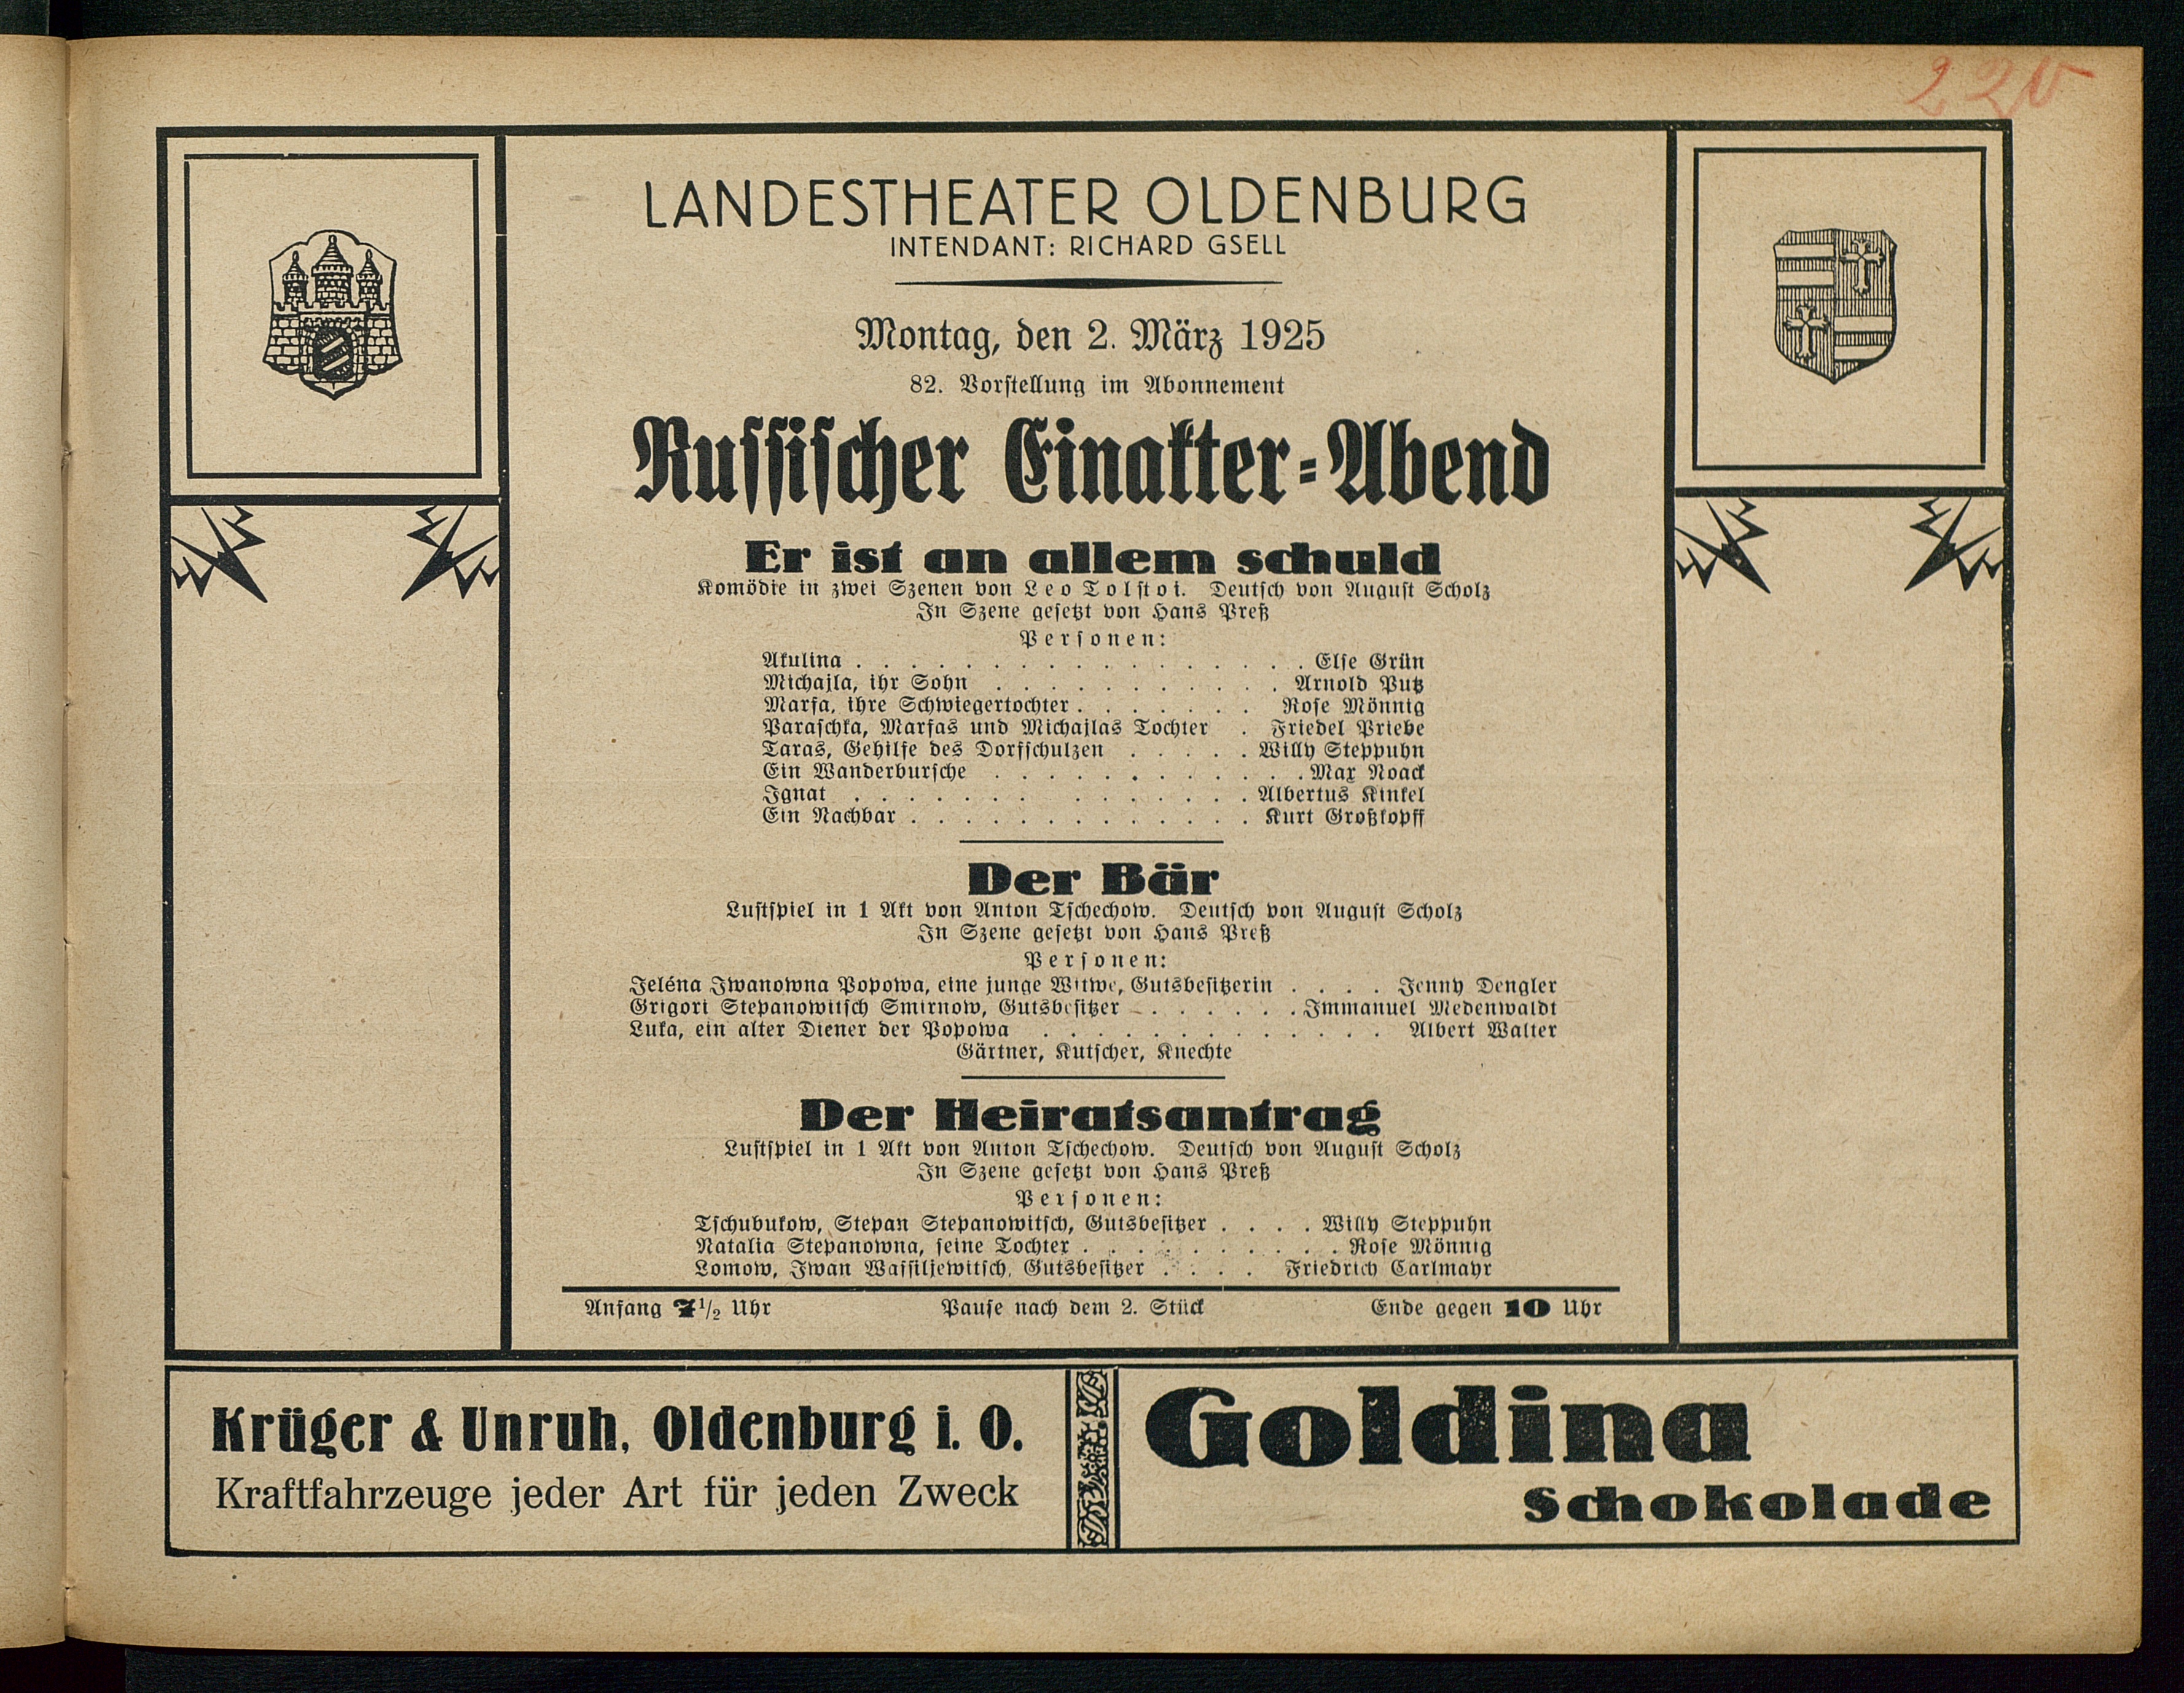 220
LANDESTHEATER OLDENBURG
INTENDANT: RICHARD GSELL
Montag, den 2. März 1925
82. Vorstellung im Abonnement
Russischer Einakter-Abend
Er ist an allem schuld
Komödie in zwei Szenen von Leo Tolstoi. Deutsch von August Scholz
In Szene gesetzt von Hans Preß
Personen:
Akulina . . . . . . . . . . . . . . . . . Else Grün
Michajla, ihr Sohn . . . . . . . . . . . Arnold Putz
Marfa, ihre Schwiegertochter . . . . . . . Rose Mönnig
Paraschka, Marfas und Michajlas Tochter . Friedel Priebe
Taras, Gehilfe des Dorfschulzen . . . . . Willy Steppuhn
Ein Wanderbursche . . . . . . . . . . . . Max Noack
Ignat . . . . . . . . . . . . . . Albertus Kinkel
Ein Nachbar . . . . . . . . . . . . . Kurt Großkopff
Der Bär
Lustspiel in 1 Akt von Anton Tschechow. Deutsch von August Scholz
In Szene gesetzt von Hans Preß
Personen:
Jeléna Iwanowna Popowa, eine junge Witwe, Gutsbesitzerin . . . . Jenny Dengler
Grigori Stepanowitsch Smirnow, Gutsbesitzer . . . . . . Immanuel Medenwaldt
Luka, ein alter Diener der Popowa . . . . . . . . . . . . . Albert Walter
Gärtner, Kutscher, Knechte
Der Heiratsantrag
Lustspiel in 1 Akt von Anton Tschechow. Deutsch von August Scholz
In Szene gesetzt von Hans Preß
Personen:
Tschubukow, Stepan Stepanowitsch, Gutsbesitzer . . . . Willy Steppuhn
Natalia Stepanowna, seine Tochter . . . . . . . . . . Rose Mönnig
Lomow, Iwan Wassiljewitsch, Gutsbesitzer . . . . Friedrich Carlmayr
Anfang 7 1/2 Uhr Pause nach dem 2. Stück Ende gegen 10 Uhr
Krüger & Unruh, Oldenburg i. O.
Kraftfahrzeuge jeder Art für jeden Zweck
Goldina
Schokolade